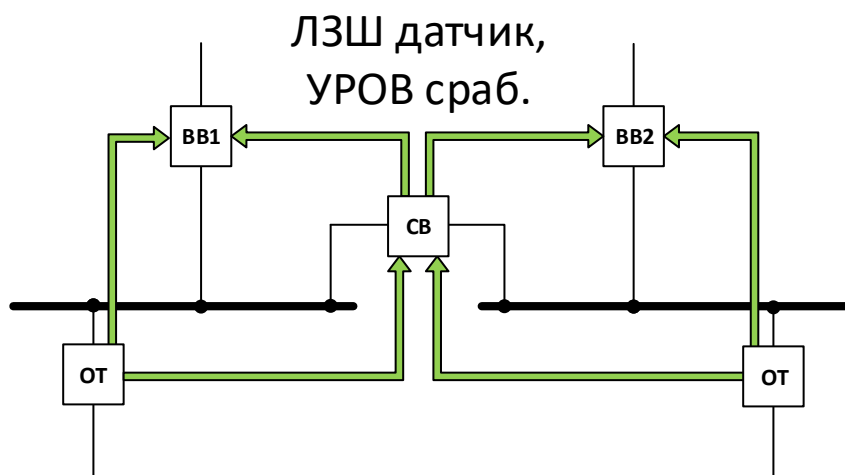 ЛЗШ датчик,
УРОВ сраб.
ВВ1
ВВ2
СВ
ОТ
ОТ